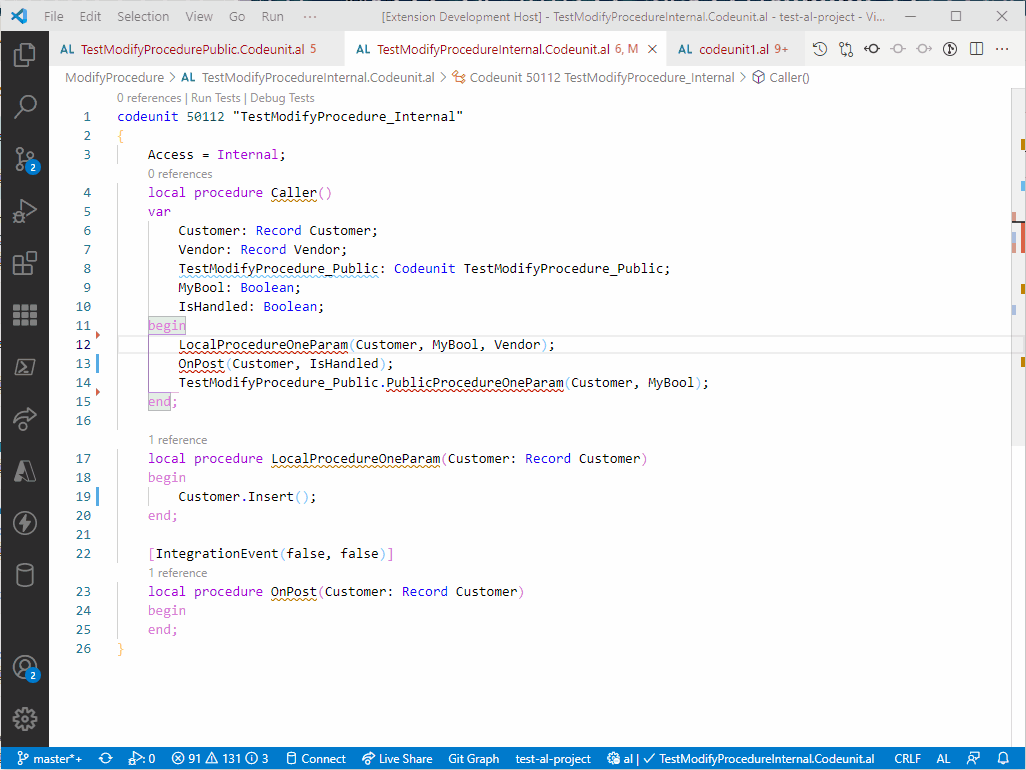 File Edit Selection View Go Run ··· [Extension Development Host] - TestModifyProcedureInternal.Codeunit.al - test-al-project - Vi...
AL TestModifyProcedurePublic.Codeunit.al 5 AL TestModifyProcedureInternal.Codeunit.al 6, M AL codeunit1.al 9+
ModifyProcedure > AL TestModifyProcedureInternal.Codeunit.al > Codeunit 50112 TestModifyProcedure_Internal > Caller()
0 references | Run Tests | Debug Tests
1 codeunit 50112 "TestModifyProcedure_Internal"
2 {
3 Access = Internal;
0 references
4 local procedure Caller()
5 var
6 Customer: Record Customer;
7 Vendor: Record Vendor;
8 TestModifyProcedure_Public: Codeunit TestModifyProcedure_Public;
9 MyBool: Boolean;
10 IsHandled: Boolean;
11 begin
12 LocalProcedureOneParam(Customer, MyBool, Vendor);
13 OnPost(Customer, IsHandled);
14 TestModifyProcedure_Public.PublicProcedureOneParam(Customer, MyBool);
15 end;
16
1 reference
17 local procedure LocalProcedureOneParam(Customer: Record Customer)
18 begin
19 Customer.Insert();
20 end;
21
22 [IntegrationEvent(false, false)]
1 reference
23 local procedure OnPost(Customer: Record Customer)
24 begin
25 end;
26 }
2
2
master*+ 0 91 131 3 Connect Live Share Git Graph test-al-project al | ✓ TestModifyProcedureInternal.Codeunit.al CRLF AL